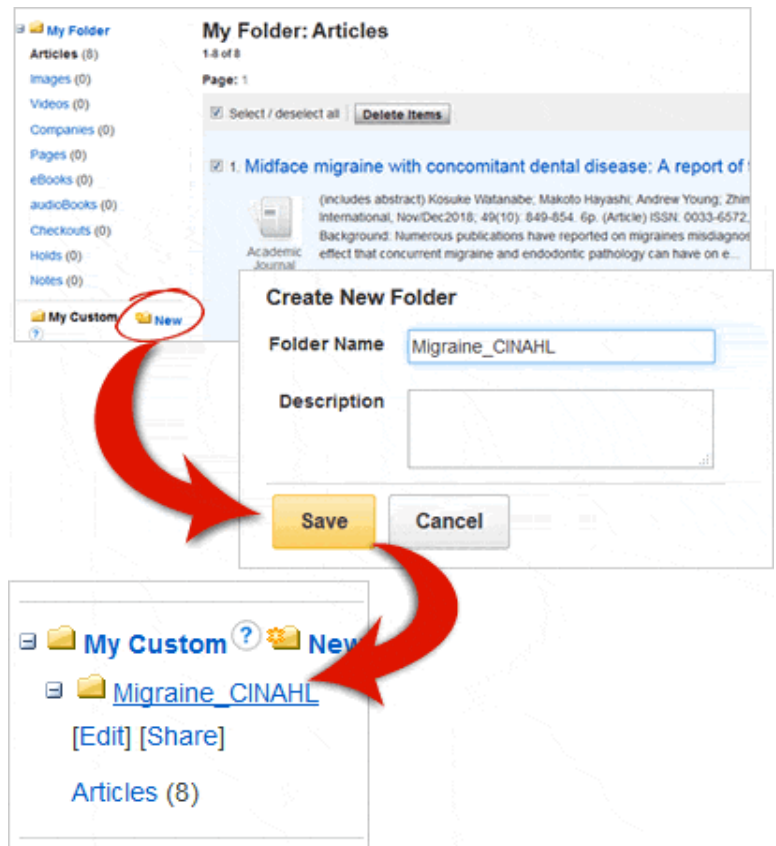 My Folder
Articles (8)
Images (0)
Videos (0)
Companies (0)
Pages (0)
eBooks (0)
audioBooks (0)
Checkouts (0)
Holds (0)
Notes (0)
My Custom
New
?
My Folder: Articles
1-8 of 8
Page: 1
Select / deselect all
Delete Items
1. Midface migraine with concomitant dental disease: A report of
(includes abstract) Kosuke Watanabe; Makoto Hayashi; Andrew Young;
International, Nov/Dec2018; 49(10): 849-854. 6p. (Article) ISSN: 0033-6572,
Background: Numerous publications have reported on migraines
effect that concurrent migraine and endodontic pathology can have on e...
Academic
Journal
Create New Folder
Folder Name
Migraine_CINAHL
Description
Save
Cancel
My Custom ? New
Migraine_CINAHL
[Edit] [Share]
Articles (8)